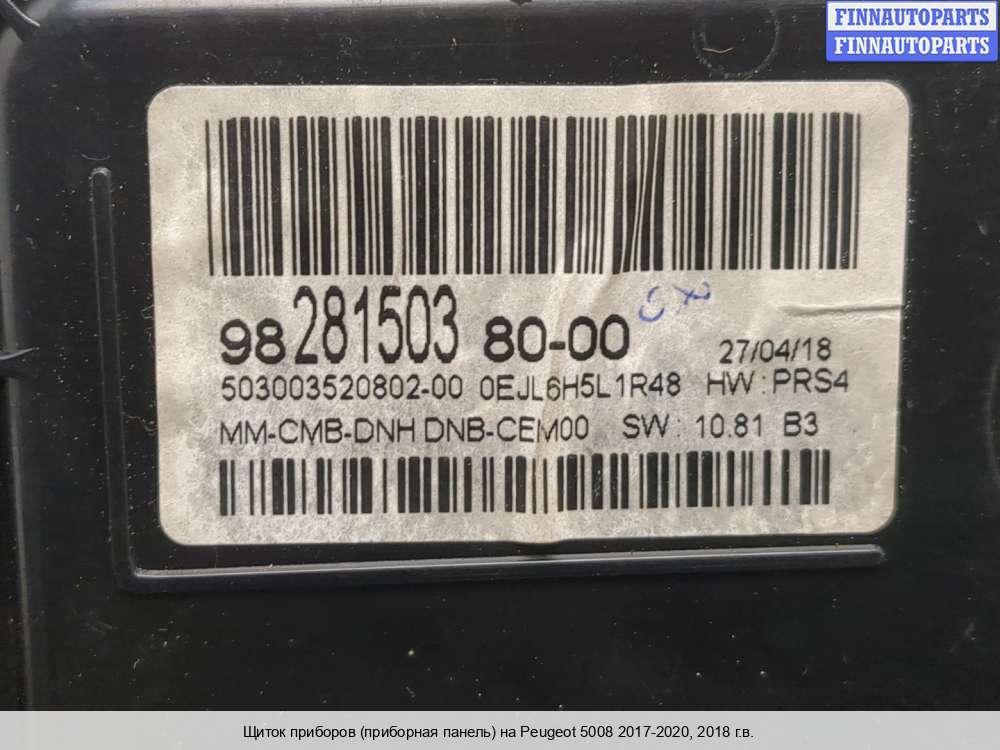 FINNAUTOPARTS
FINNAUTOPARTS
98 281503 80-00
27/04/18
503003520802-00 0EJL6H5L1R48 HW: PRS4
MM-CMB-DNH DNB-CEM00 SW: 10.81 B3
Щиток приборов (приборная панель) на Peugeot 5008 2017-2020, 2018 г.в.